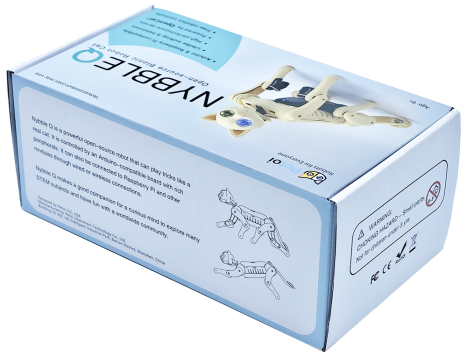 NYBBLE Q
Open-source Bionic Robot Cat
Petoi
Robots for Everyone
Nybble Q is a powerful open-source robot that can play tricks like a
real cat. It is controlled by an Arduino-compatible board with rich
peripherals. It can also be connected to Raspberry Pi and other
modules through wired or wireless connections.
Nybble Q makes a good companion for a curious mind to explore many
STEM subjects and have fun with a worldwide community.
WARNING:
CHOKING HAZARD – Small parts
Not for children under 3 yrs.
FC CE